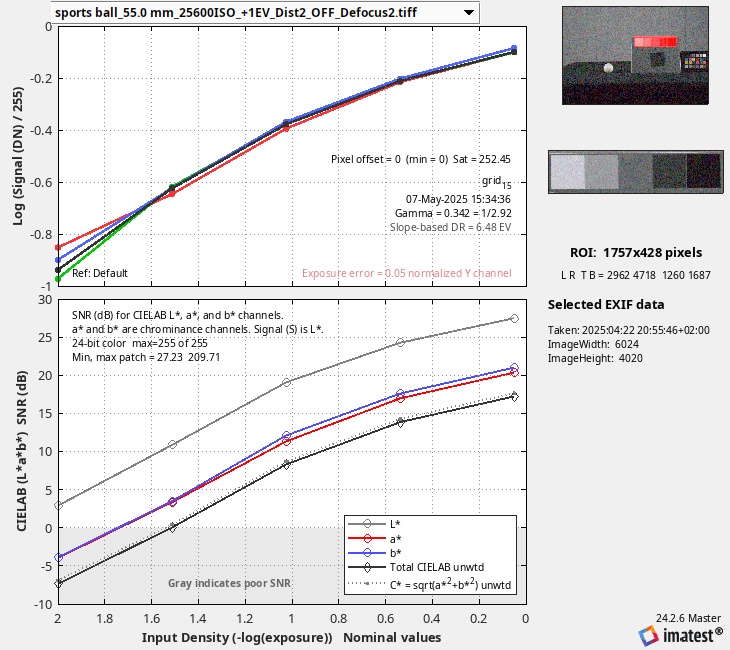 sports ball_55.0 mm_25600ISO_+1EV_Dist2_OFF_Defocus2.tiff
Log (Signal (DN) / 255)
0
-0.2
-0.4
-0.6
-0.8
-1
Pixel offset = 0 (min = 0) Sat = 252.45
grid_15
07-May-2025 15:34:36
Gamma = 0.342 = 1/2.92
Slope-based DR = 6.48 EV
Ref: Default
Exposure error = 0.05 normalized Y channel
CIELAB (L*a*b*) SNR (dB)
30
25
20
15
10
5
0
-5
-10
SNR (dB) for CIELAB L*, a*, and b* channels.
a* and b* are chrominance channels. Signal (S) is L*.
24-bit color max=255 of 255
Min, max patch = 27.23 209.71
L*
a*
b*
Total CIELAB unwtd
C* = sqrt(a*2+b*2) unwtd
Gray indicates poor SNR
2 1.8 1.6 1.4 1.2 1 0.8 0.6 0.4 0.2 0
Input Density (-log(exposure)) Nominal values
ROI: 1757x428 pixels
L R T B = 2962 4718 1260 1687
Selected EXIF data
Taken: 2025:04:22 20:55:46+02:00
ImageWidth: 6024
ImageHeight: 4020
24.2.6 Master
imatest®